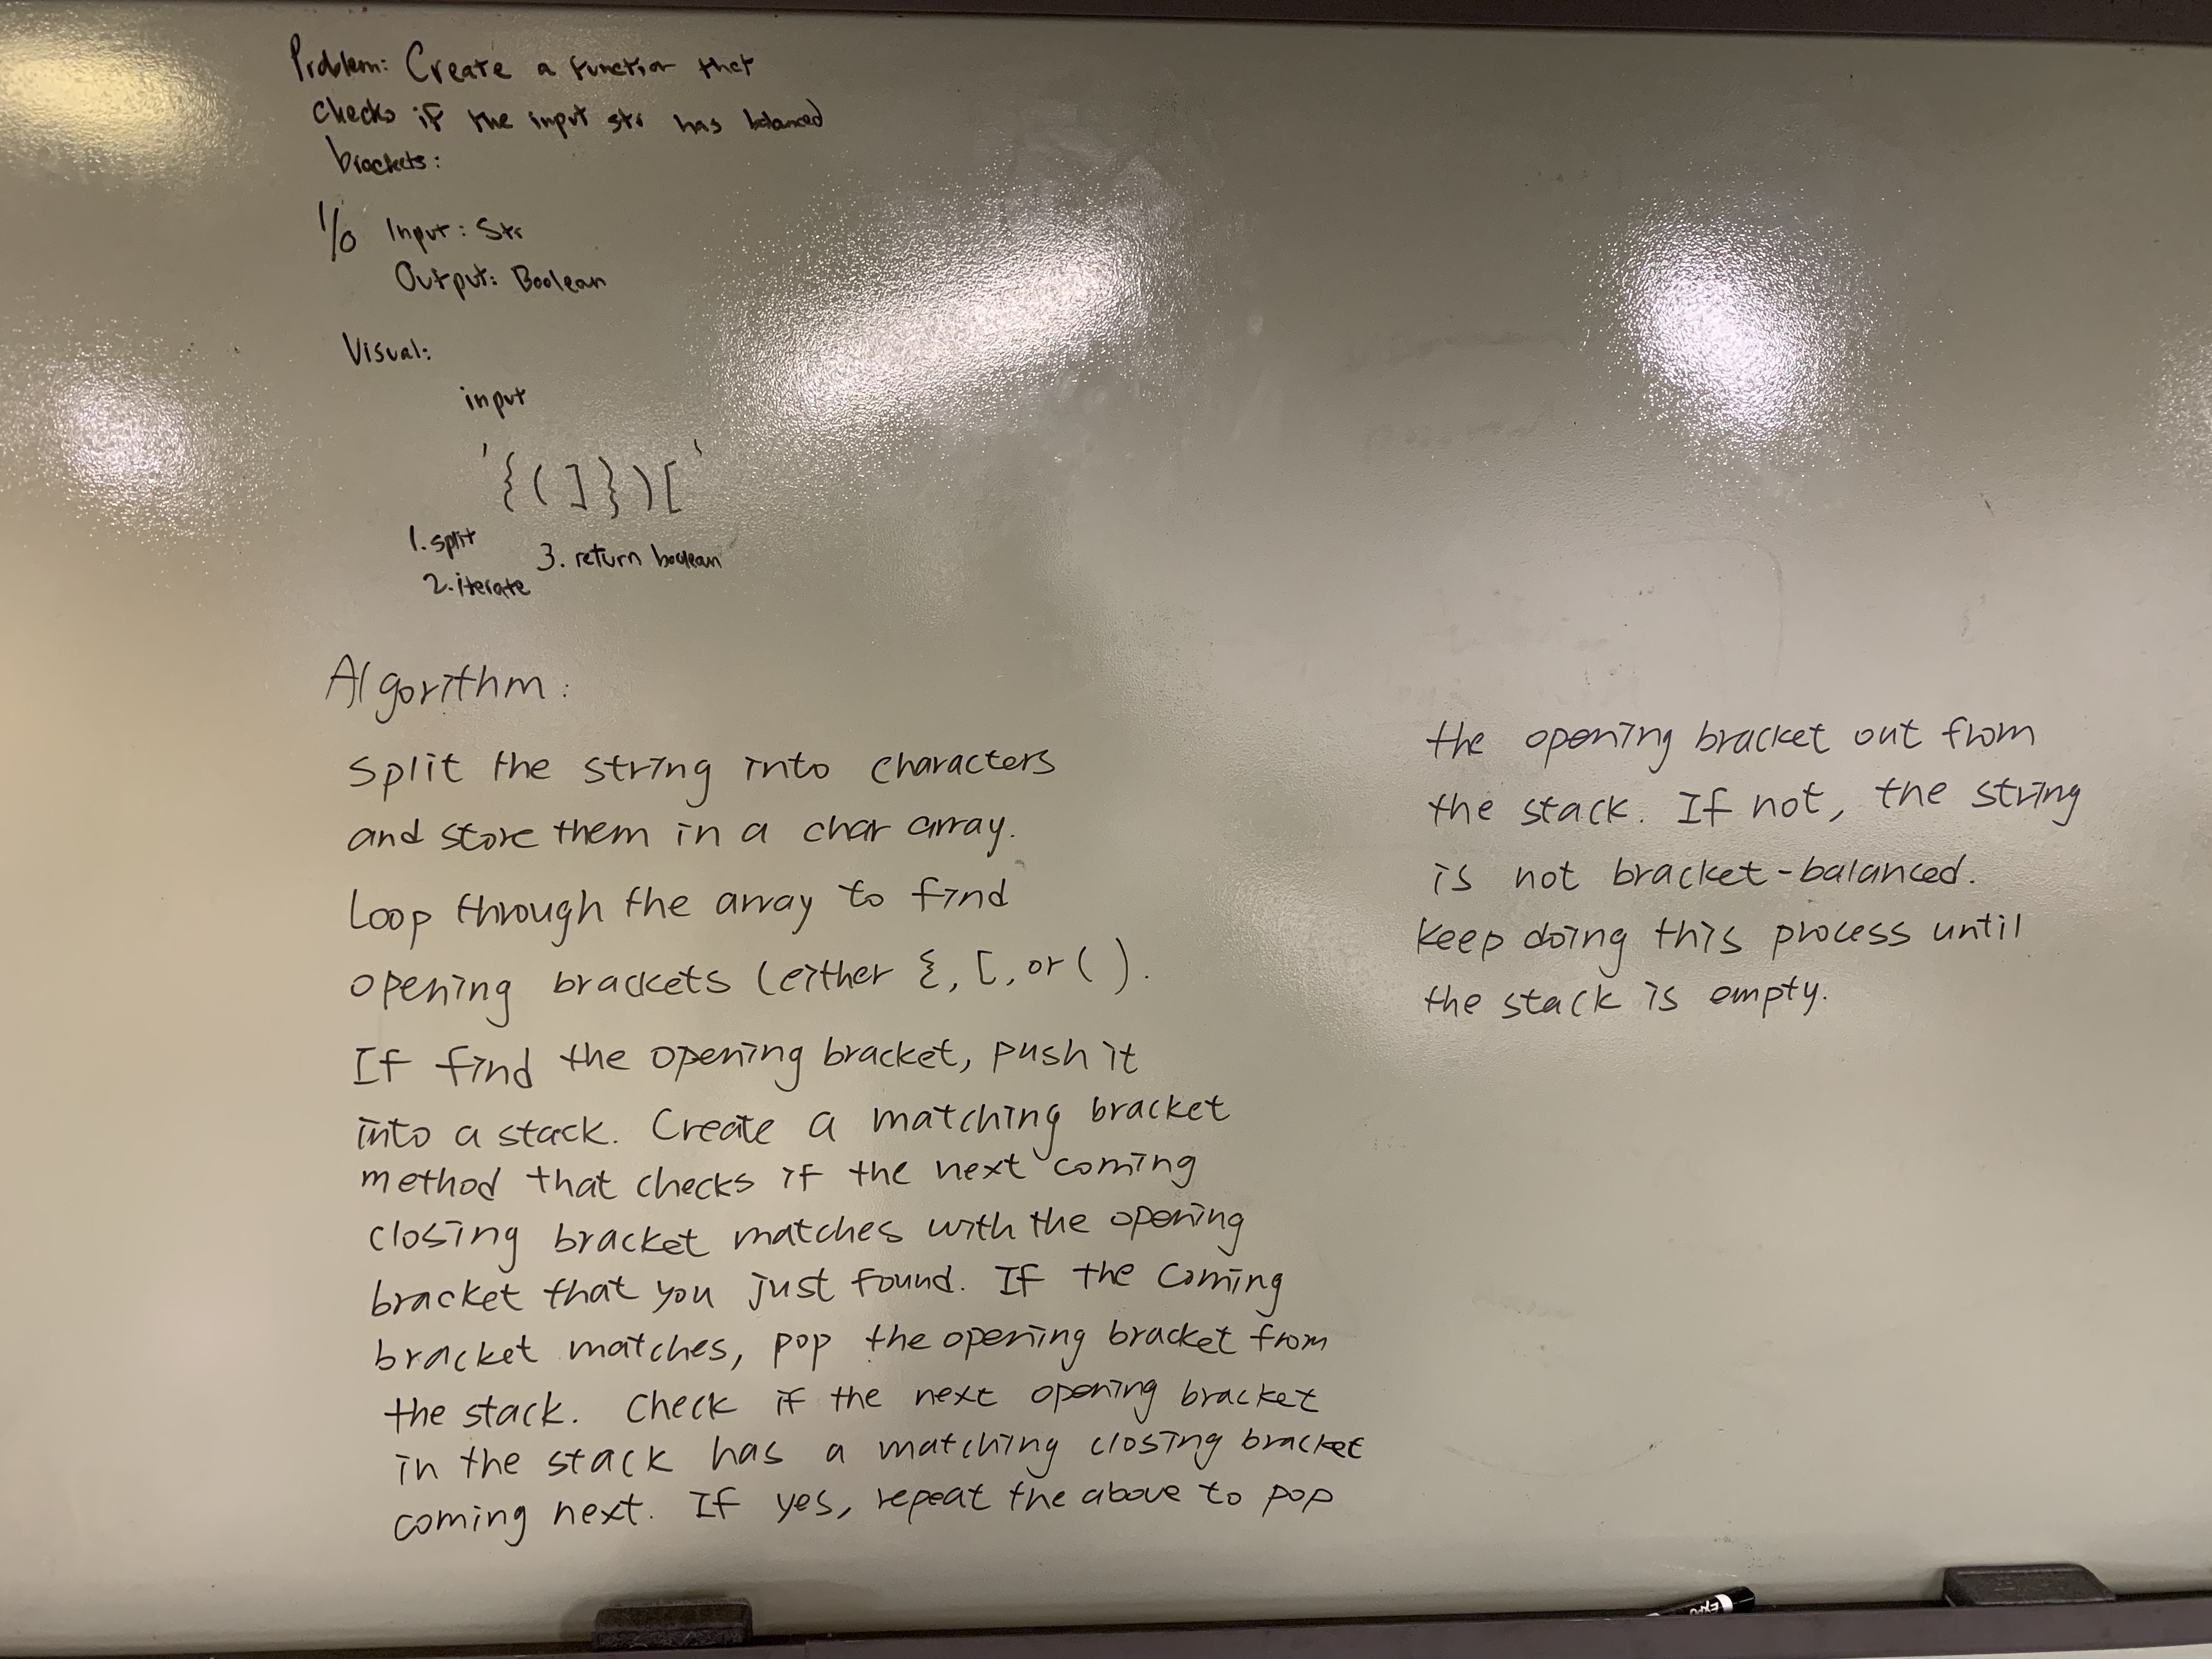 Problem: Create a function that
checks if the input str has balanced
brackets:
I/O Input: Str
Output: Boolean
Visual:
input
'{(]})['
1. split
3. return boolean
2. iterate
Algorithm:
split the string into characters
and store them in a char array.
Loop through the array to find
opening brackets (either {, [, or ( ).
If find the opening bracket, push it
into a stack. Create a matching bracket
method that checks if the next coming
closing bracket matches with the opening
bracket that you just found. If the coming
bracket matches, pop the opening bracket from
the stack. Check if the next opening bracket
in the stack has a matching closing bracket
coming next. If yes, repeat the above to pop
the opening bracket out from
the stack. If not, the string
is not bracket-balanced.
keep doing this process until
the stack is empty.
EXPO